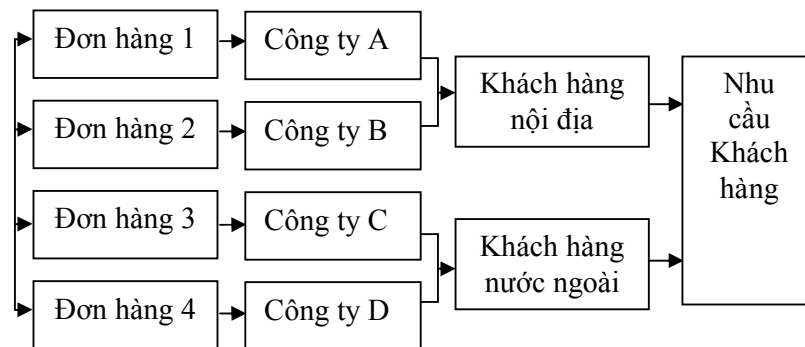 Đơn hàng 1
Công ty A
Đơn hàng 2
Công ty B
Khách hàng
nội địa
Đơn hàng 3
Công ty C
Đơn hàng 4
Công ty D
Khách hàng
nước ngoài
Nhu
cầu
Khách
hàng